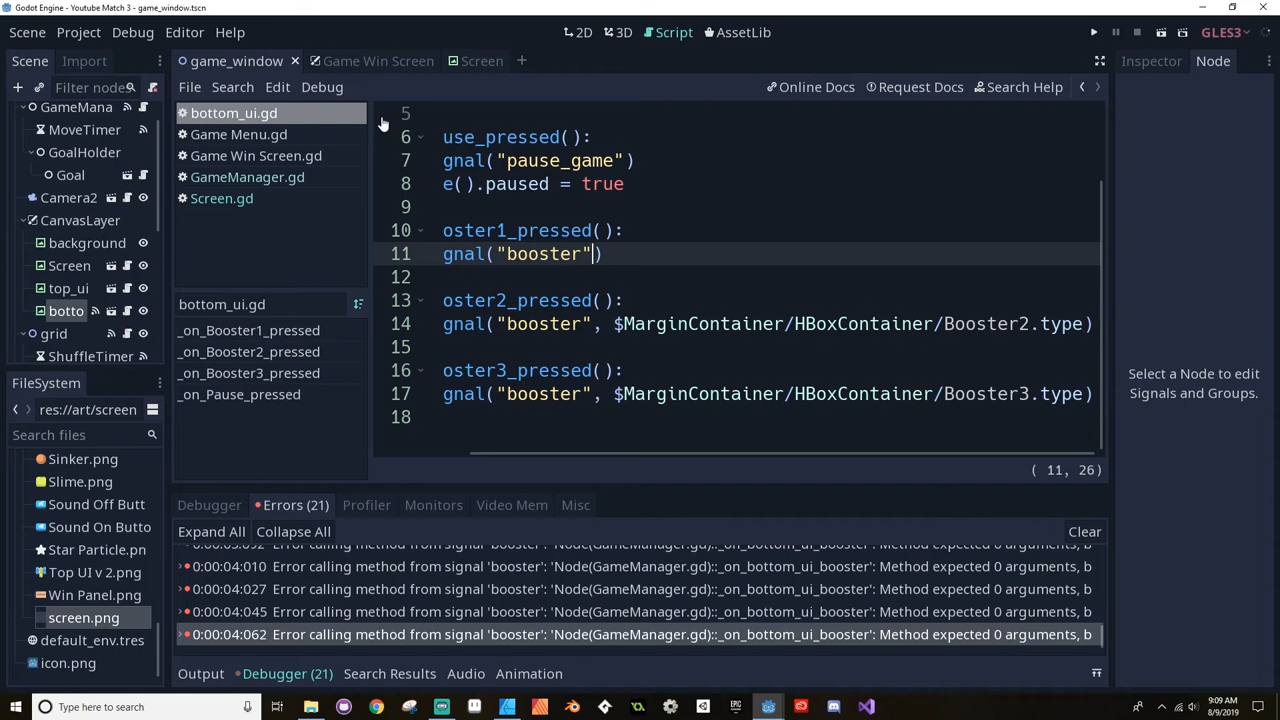 Godot Engine - Youtube Match 3 - game_window.tscn
Scene Project Debug Editor Help
2D 3D Script AssetLib
GLES3
Scene Import
game_window Game Win Screen Screen
Inspector Node
Filter nodes
File Search Edit Debug
Online Docs Request Docs Search Help
GameMana
MoveTimer
GoalHolder
Goal
Camera2
CanvasLayer
background
Screen
top_ui
botto
grid
ShuffleTimer
bottom_ui.gd
Game Menu.gd
Game Win Screen.gd
GameManager.gd
Screen.gd
bottom_ui.gd
_on_Booster1_pressed
_on_Booster2_pressed
_on_Booster3_pressed
_on_Pause_pressed
5
6 use_pressed():
7 gnal("pause_game")
8 e().paused = true
9
10 oster1_pressed():
11 gnal("booster")
12
13 oster2_pressed():
14 gnal("booster", $MarginContainer/HBoxContainer/Booster2.type)
15
16 oster3_pressed():
17 gnal("booster", $MarginContainer/HBoxContainer/Booster3.type)
18
( 11, 26)
Select a Node to edit
Signals and Groups.
FileSystem
res://art/screen
Search files
Sinker.png
Slime.png
Sound Off Butt
Sound On Butto
Star Particle.pn
Top UI v 2.png
Win Panel.png
screen.png
default_env.tres
icon.png
Debugger Errors (21) Profiler Monitors Video Mem Misc
Expand All Collapse All Clear
0:00:04:010 Error calling method from signal 'booster': 'Node(GameManager.gd)::_on_bottom_ui_booster': Method expected 0 arguments, b
0:00:04:027 Error calling method from signal 'booster': 'Node(GameManager.gd)::_on_bottom_ui_booster': Method expected 0 arguments, b
0:00:04:045 Error calling method from signal 'booster': 'Node(GameManager.gd)::_on_bottom_ui_booster': Method expected 0 arguments, b
0:00:04:062 Error calling method from signal 'booster': 'Node(GameManager.gd)::_on_bottom_ui_booster': Method expected 0 arguments, b
Output Debugger (21) Search Results Audio Animation
Type here to search
9:09 AM
8/9/2019